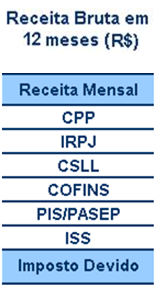 Receita Bruta em
12 meses (R$)
Receita Mensal
CPP
IRPJ
CSLL
COFINS
PIS/PASEP
ISS
Imposto Devido